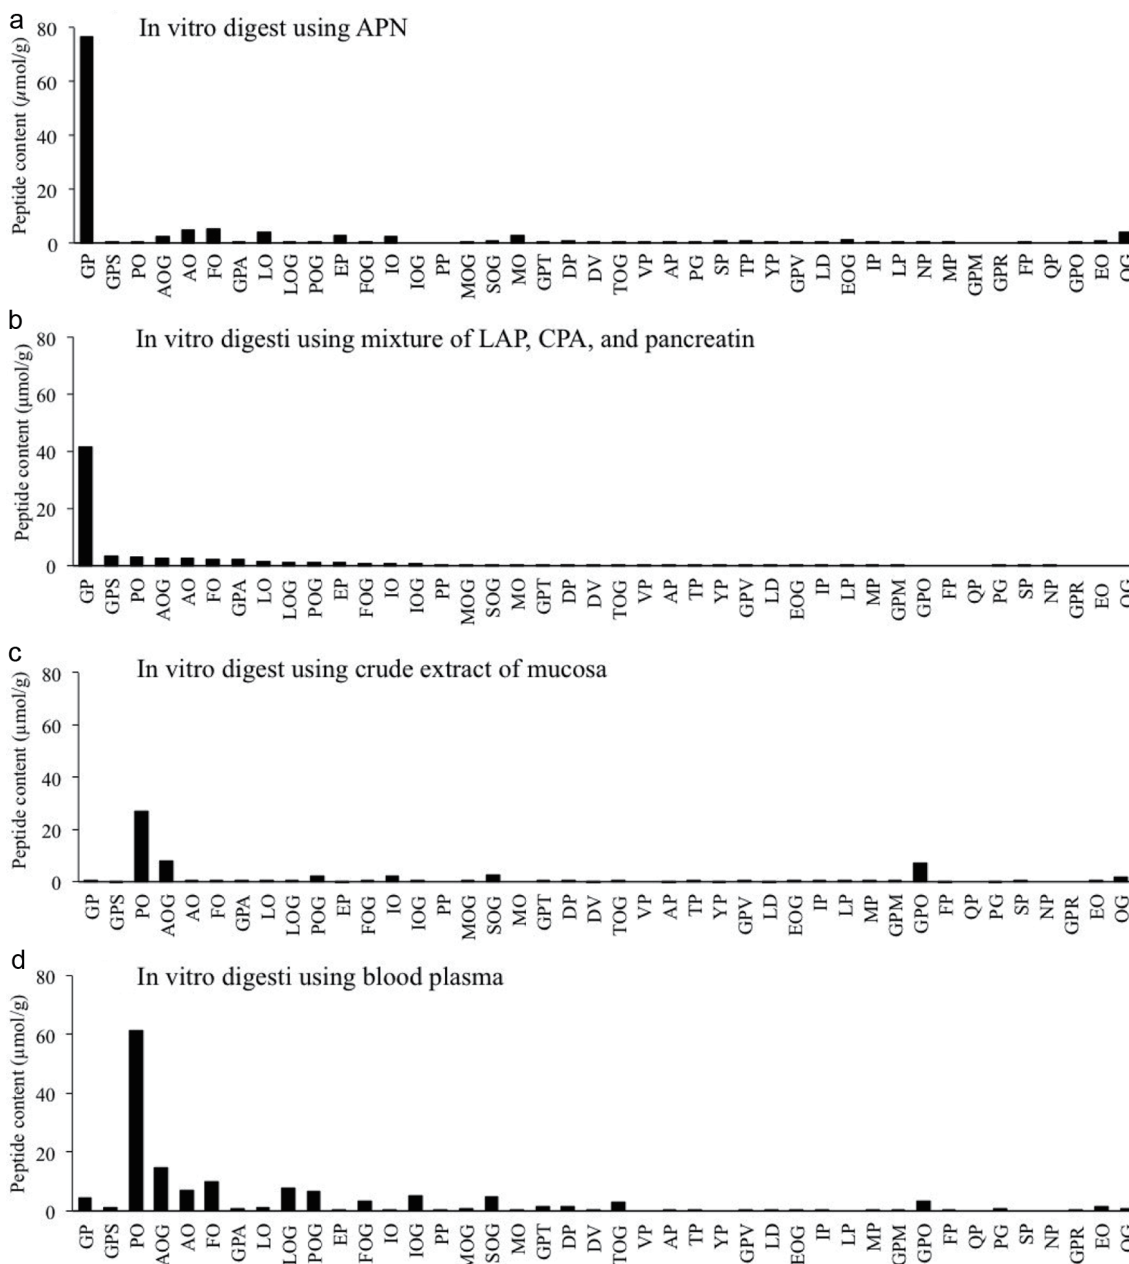 a
In vitro digest using APN
Peptide content (µmol/g)
80
60
40
20
0
GP GPS PO AOG AO FO GPA LO LOG POG EP FOG IO IOG PP MOG SOG MO GPT DP DV TOG VP AP PG SP TP YP GPV LD EOG IP LP NP MP GPM GPR FP QP GPO EO OG
b
In vitro digesti using mixture of LAP, CPA, and pancreatin
Peptide content (µmol/g)
80
60
40
20
0
GP GPS PO AOG AO FO GPA LO LOG POG EP FOG IO IOG PP MOG SOG MO GPT DP DV TOG VP AP TP YP GPV LD EOG IP LP MP GPM GPO FP QP PG SP NP GPR EO OG
c
In vitro digest using crude extract of mucosa
Peptide content (µmol/g)
80
60
40
20
0
GP GPS PO AOG AO FO GPA LO LOG POG EP FOG IO IOG PP MOG SOG MO GPT DP DV TOG VP AP TP YP GPV LD EOG IP LP MP GPM GPO FP QP PG SP NP GPR EO OG
d
In vitro digesti using blood plasma
Peptide content (µmol/g)
80
60
40
20
0
GP GPS PO AOG AO FO GPA LO LOG POG EP FOG IO IOG PP MOG SOG MO GPT DP DV TOG VP AP TP YP GPV LD EOG IP LP MP GPM GPO FP QP PG SP NP GPR EO OG